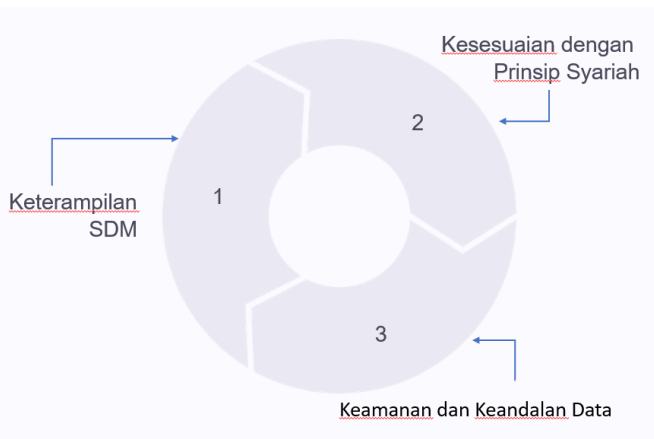 Kesesuaian dengan
Prinsip Syariah
2
1
Keterampilan
SDM
3
Keamanan dan Keandalan Data